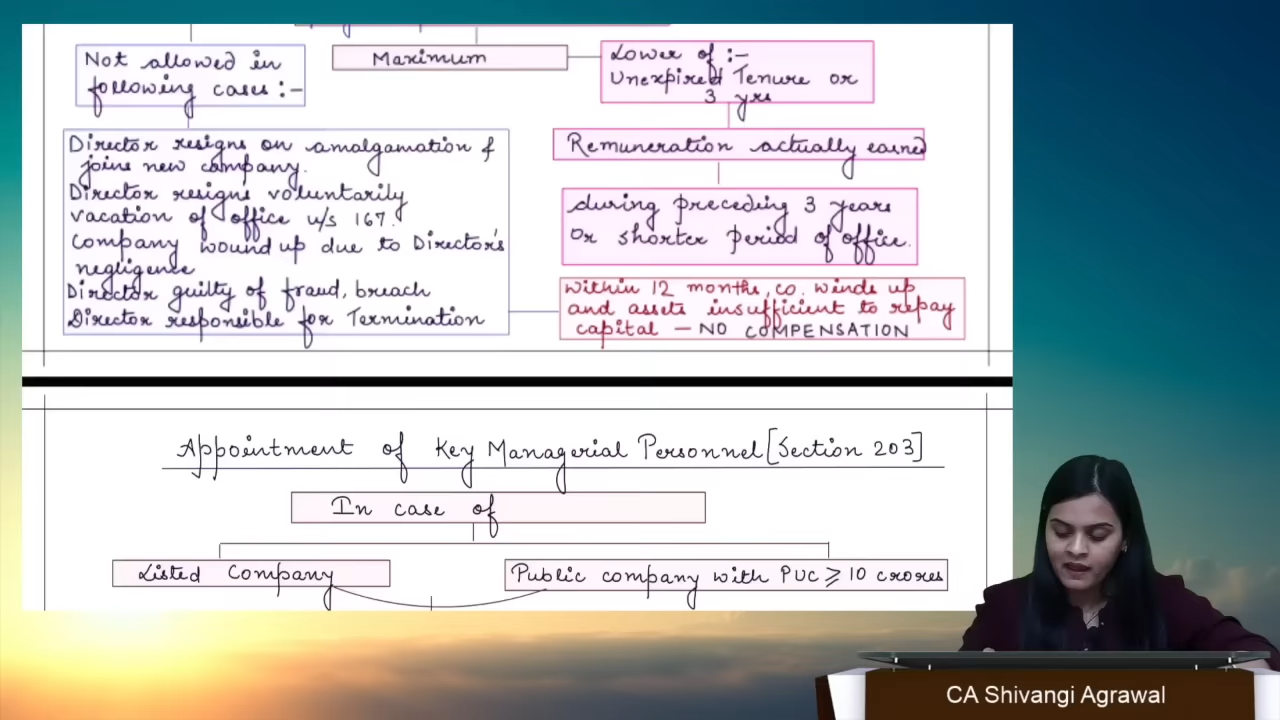 Not allowed in
following cases :-
Maximum
Lower of :-
Unexpired Tenure or
3 yrs
Director resigns on amalgamation &
joins new company.
Director resigns voluntarily
vacation of office u/s 167.
Company wound up due to Director's
negligence
Director guilty of fraud, breach
Director responsible for Termination
Remuneration actually earned
during preceding 3 years
or shorter period of office.
within 12 months, co. winds up
and assets insufficient to repay
capital – NO COMPENSATION
Appointment of Key Managerial Personnel [Section 203]
In case of
Listed Company
Public company with PUC ⩾ 10 crores
CA Shivangi Agrawal